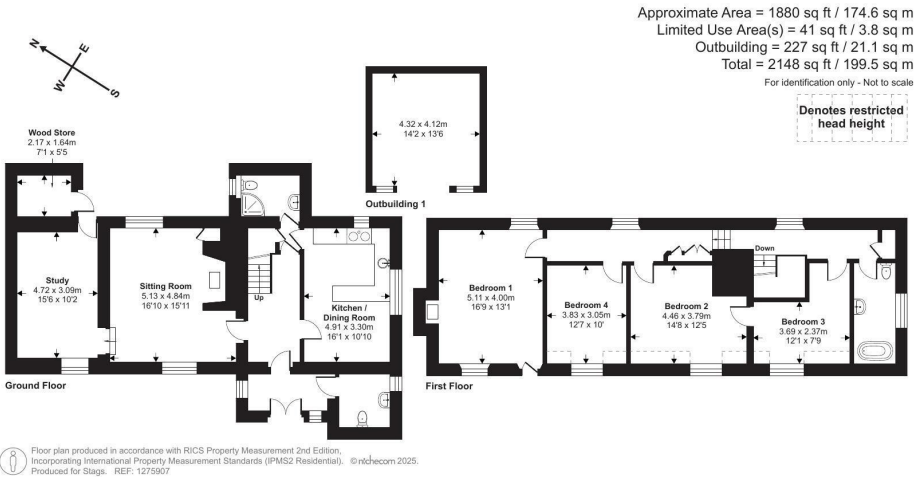 Approximate Area = 1880 sq ft / 174.6 sq m
Limited Use Area(s) = 41 sq ft / 3.8 sq m
Outbuilding = 227 sq ft / 21.1 sq m
Total = 2148 sq ft / 199.5 sq m
For identification only - Not to scale
Denotes restricted
head height
N
E
W
S
Wood Store
2.17 x 1.64m
7'1 x 5'5
4.32 x 4.12m
14'2 x 13'6
Outbuilding 1
Study
4.72 x 3.09m
15'6 x 10'2
Sitting Room
5.13 x 4.84m
16'10 x 15'11
Up
Kitchen /
Dining Room
4.91 x 3.30m
16'1 x 10'10
Ground Floor
Bedroom 1
5.11 x 4.00m
16'9 x 13'1
Bedroom 4
3.83 x 3.05m
12'7 x 10'
Bedroom 2
4.46 x 3.79m
14'8 x 12'5
Down
Bedroom 3
3.69 x 2.37m
12'1 x 7'9
First Floor
Floor plan produced in accordance with RICS Property Measurement 2nd Edition,
Incorporating International Property Measurement Standards (IPMS2 Residential). © nichecom 2025.
Produced for Stags. REF: 1275907